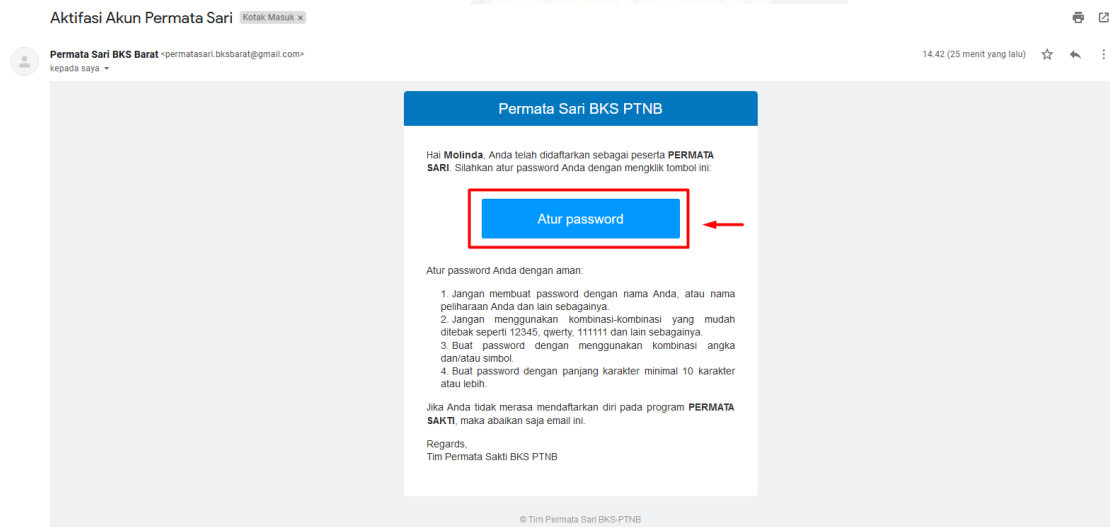 Aktifasi Akun Permata Sari Kotak Masuk x
Permata Sari BKS Barat <permatasari.bksbarat@gmail.com>
14.42 (25 menit yang lalu)
kepada saya
Permata Sari BKS PTNB
Hai Molinda, Anda telah didaftarkan sebagai peserta PERMATA
SARI. Silahkan atur password Anda dengan mengklik tombol ini:
Atur password
Atur password Anda dengan aman:
1. Jangan membuat password dengan nama Anda, atau nama
peliharaan Anda dan lain sebagainya.
2. Jangan menggunakan kombinasi-kombinasi yang mudah
ditebak seperti 12345, qwerty, 111111 dan lain sebagainya.
3. Buat password dengan menggunakan kombinasi angka
dan/atau simbol.
4. Buat password dengan panjang karakter minimal 10 karakter
atau lebih.
Jika Anda tidak merasa mendaftarkan diri pada program PERMATA
SAKTI, maka abaikan saja email ini.
Regards,
Tim Permata Sakti BKS PTNB
© Tim Permata Sari BKS-PTNB